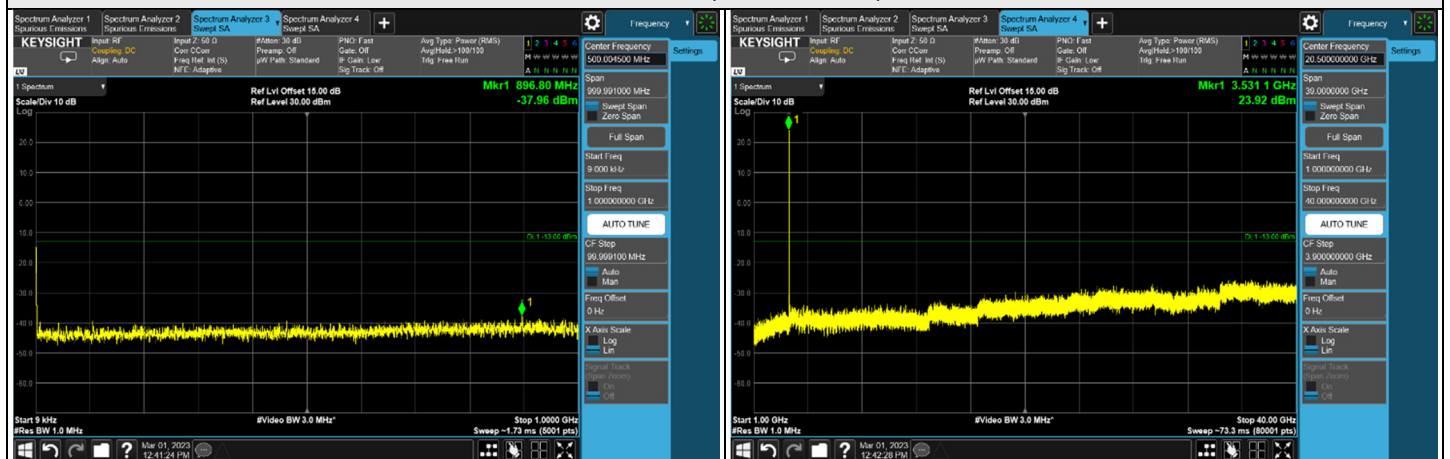 Spectrum Analyzer 1
Spurious Emissions
Spectrum Analyzer 2
Spurious Emissions
Spectrum Analyzer 3
Swept SA
Spectrum Analyzer 4
Swept SA
Frequency
KEYSIGHT
Input: RF
Coupling: DC
Align: Auto
Input Z: 50 Ω
Corr CCorr
Freq Ref: Int (S)
NFE: Adaptive
#Atten: 30 dB
Preamp: Off
µW Path: Standard
PNO: Fast
Gate: Off
IF Gain: Low
Sig Track: Off
Avg Type: Power (RMS)
Avg|Hold:>100/100
Trig: Free Run
1 2 3 4 5 6
M W W W W W
A N N N N N
LV
1 Spectrum
Scale/Div 10 dB
Log
Ref Lvl Offset 15.00 dB
Ref Level 30.00 dBm
Mkr1 896.80 MHz
-37.96 dBm
20.0
10.0
0.00
-10.0
-20.0
-30.0
-40.0
-50.0
-60.0
DL1 -13.00 dBm
1
Start 9 kHz
#Res BW 1.0 MHz
#Video BW 3.0 MHz*
Stop 1.0000 GHz
Sweep ~1.73 ms (5001 pts)
Mar 01, 2023
12:41:24 PM
Center Frequency
500.004500 MHz
Settings
Span
999.991000 MHz
Swept Span
Zero Span
Full Span
Start Freq
9.000 kHz
Stop Freq
1.000000000 GHz
AUTO TUNE
CF Step
99.999100 MHz
Auto
Man
Freq Offset
0 Hz
X Axis Scale
Log
Lin
Signal Track
(Span Zoom)
On
Off
Spectrum Analyzer 1
Spurious Emissions
Spectrum Analyzer 2
Spurious Emissions
Spectrum Analyzer 3
Swept SA
Spectrum Analyzer 4
Swept SA
Frequency
KEYSIGHT
Input: RF
Coupling: DC
Align: Auto
Input Z: 50 Ω
Corr CCorr
Freq Ref: Int (S)
NFE: Adaptive
#Atten: 30 dB
Preamp: Off
µW Path: Standard
PNO: Fast
Gate: Off
IF Gain: Low
Sig Track: Off
Avg Type: Power (RMS)
Avg|Hold:>100/100
Trig: Free Run
1 2 3 4 5 6
M W W W W W
A N N N N N
LV
1 Spectrum
Scale/Div 10 dB
Log
Ref Lvl Offset 15.00 dB
Ref Level 30.00 dBm
Mkr1 3.531 1 GHz
23.92 dBm
20.0
10.0
0.00
-10.0
-20.0
-30.0
-40.0
-50.0
-60.0
DL1 -13.00 dBm
1
Start 1.00 GHz
#Res BW 1.0 MHz
#Video BW 3.0 MHz*
Stop 40.00 GHz
Sweep ~73.3 ms (80001 pts)
Mar 01, 2023
12:42:28 PM
Center Frequency
20.500000000 GHz
Settings
Span
39.0000000 GHz
Swept Span
Zero Span
Full Span
Start Freq
1.000000000 GHz
Stop Freq
40.000000000 GHz
AUTO TUNE
CF Step
3.900000000 GHz
Auto
Man
Freq Offset
0 Hz
X Axis Scale
Log
Lin
Signal Track
(Span Zoom)
On
Off